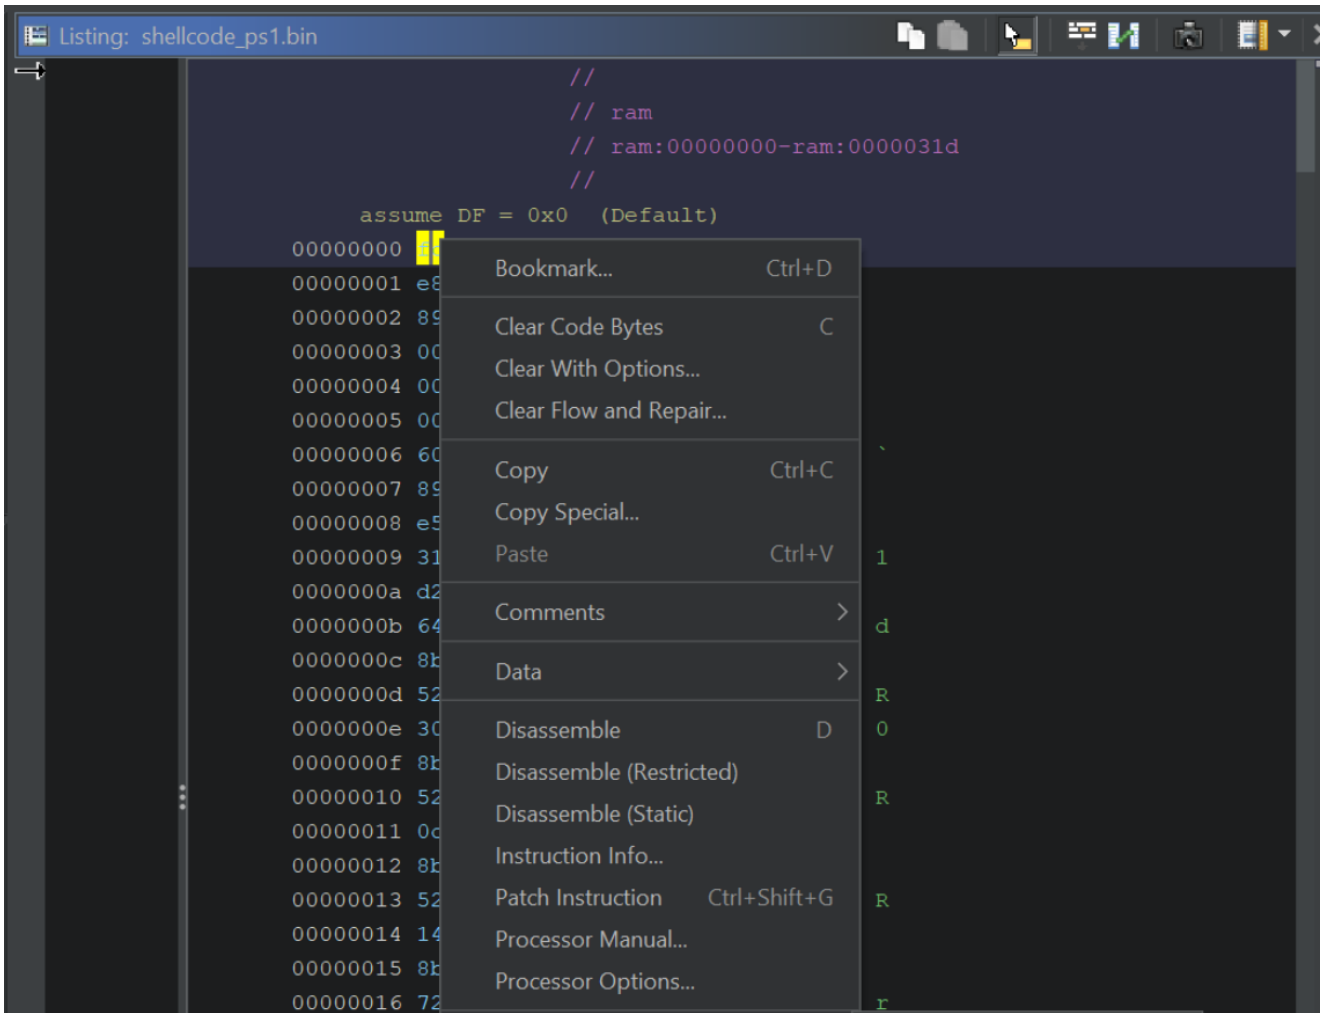 Listing: shellcode_ps1.bin
//
// ram
// ram:00000000-ram:0000031d
//
assume DF = 0x0 (Default)
00000000
00000001 e8
00000002 89
00000003 00
00000004 00
00000005 00
00000006 60 `
00000007 89
00000008 e5
00000009 31 1
0000000a d2
0000000b 64 d
0000000c 8b
0000000d 52 R
0000000e 30 0
0000000f 8b
00000010 52 R
00000011 0c
00000012 8b
00000013 52 R
00000014 14
00000015 8b
00000016 72 r
Bookmark... Ctrl+D
Clear Code Bytes C
Clear With Options...
Clear Flow and Repair...
Copy Ctrl+C
Copy Special...
Paste Ctrl+V
Comments
Data
Disassemble D
Disassemble (Restricted)
Disassemble (Static)
Instruction Info...
Patch Instruction Ctrl+Shift+G
Processor Manual...
Processor Options...